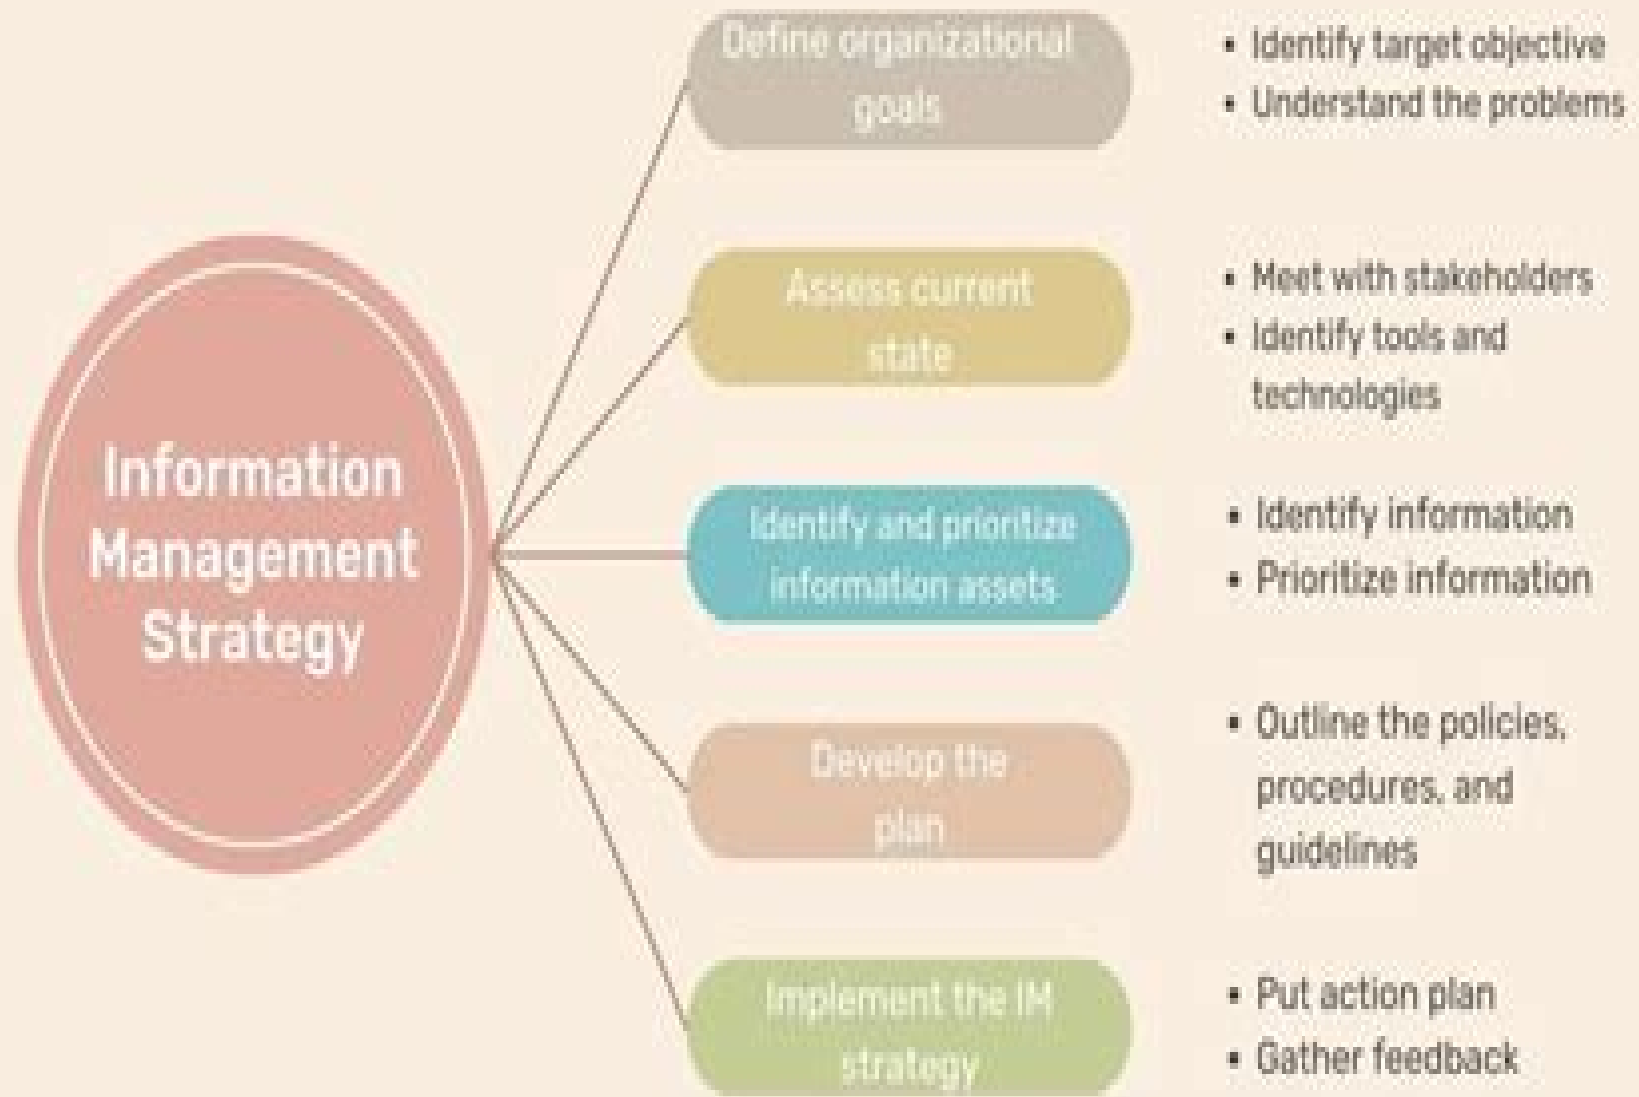 Information
Management
Strategy
Define organizational
goals
• Identify target objective
• Understand the problems
Assess current
state
• Meet with stakeholders
• Identify tools and
technologies
Identify and prioritize
information assets
• Identify information
• Prioritize information
Develop the
plan
• Outline the policies,
procedures, and
guidelines
Implement the IM
strategy
• Put action plan
• Gather feedback